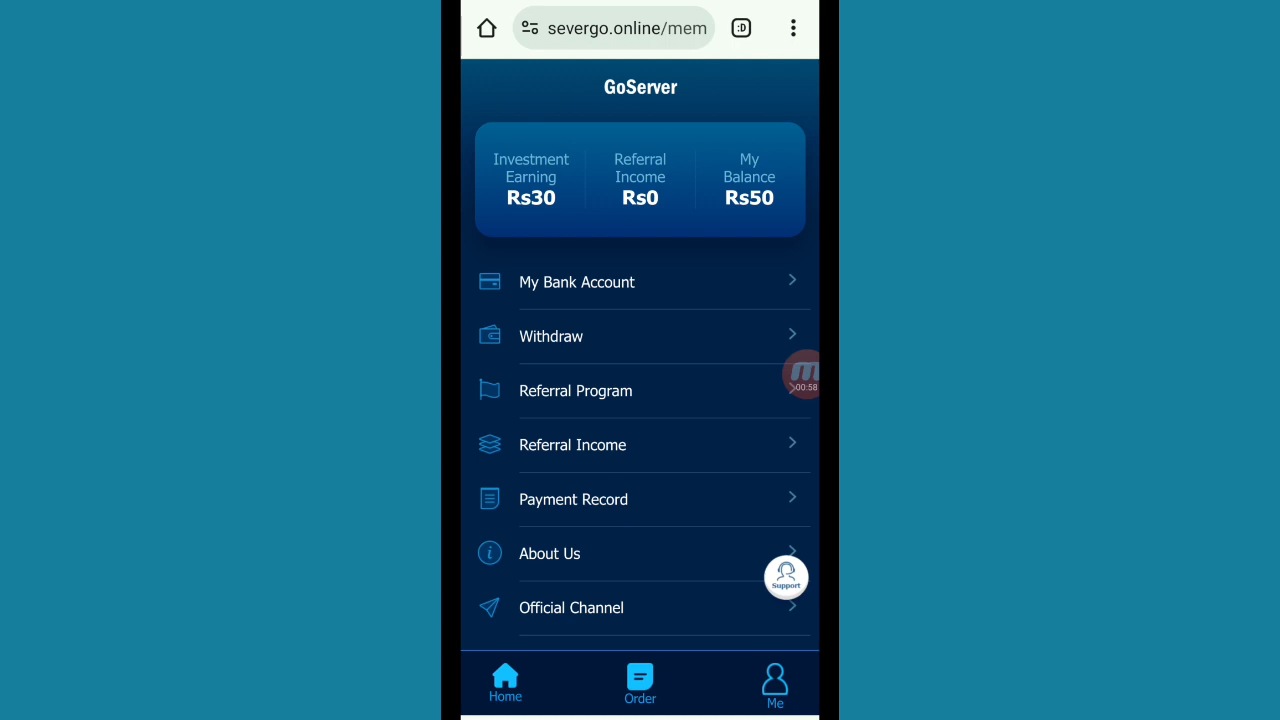 severgo.online/mem
:D
GoServer
Investment Earning
Rs30
Referral Income
Rs0
My Balance
Rs50
My Bank Account
Withdraw
00:58
Referral Program
Referral Income
Payment Record
About Us
Support
Official Channel
Home
Order
Me